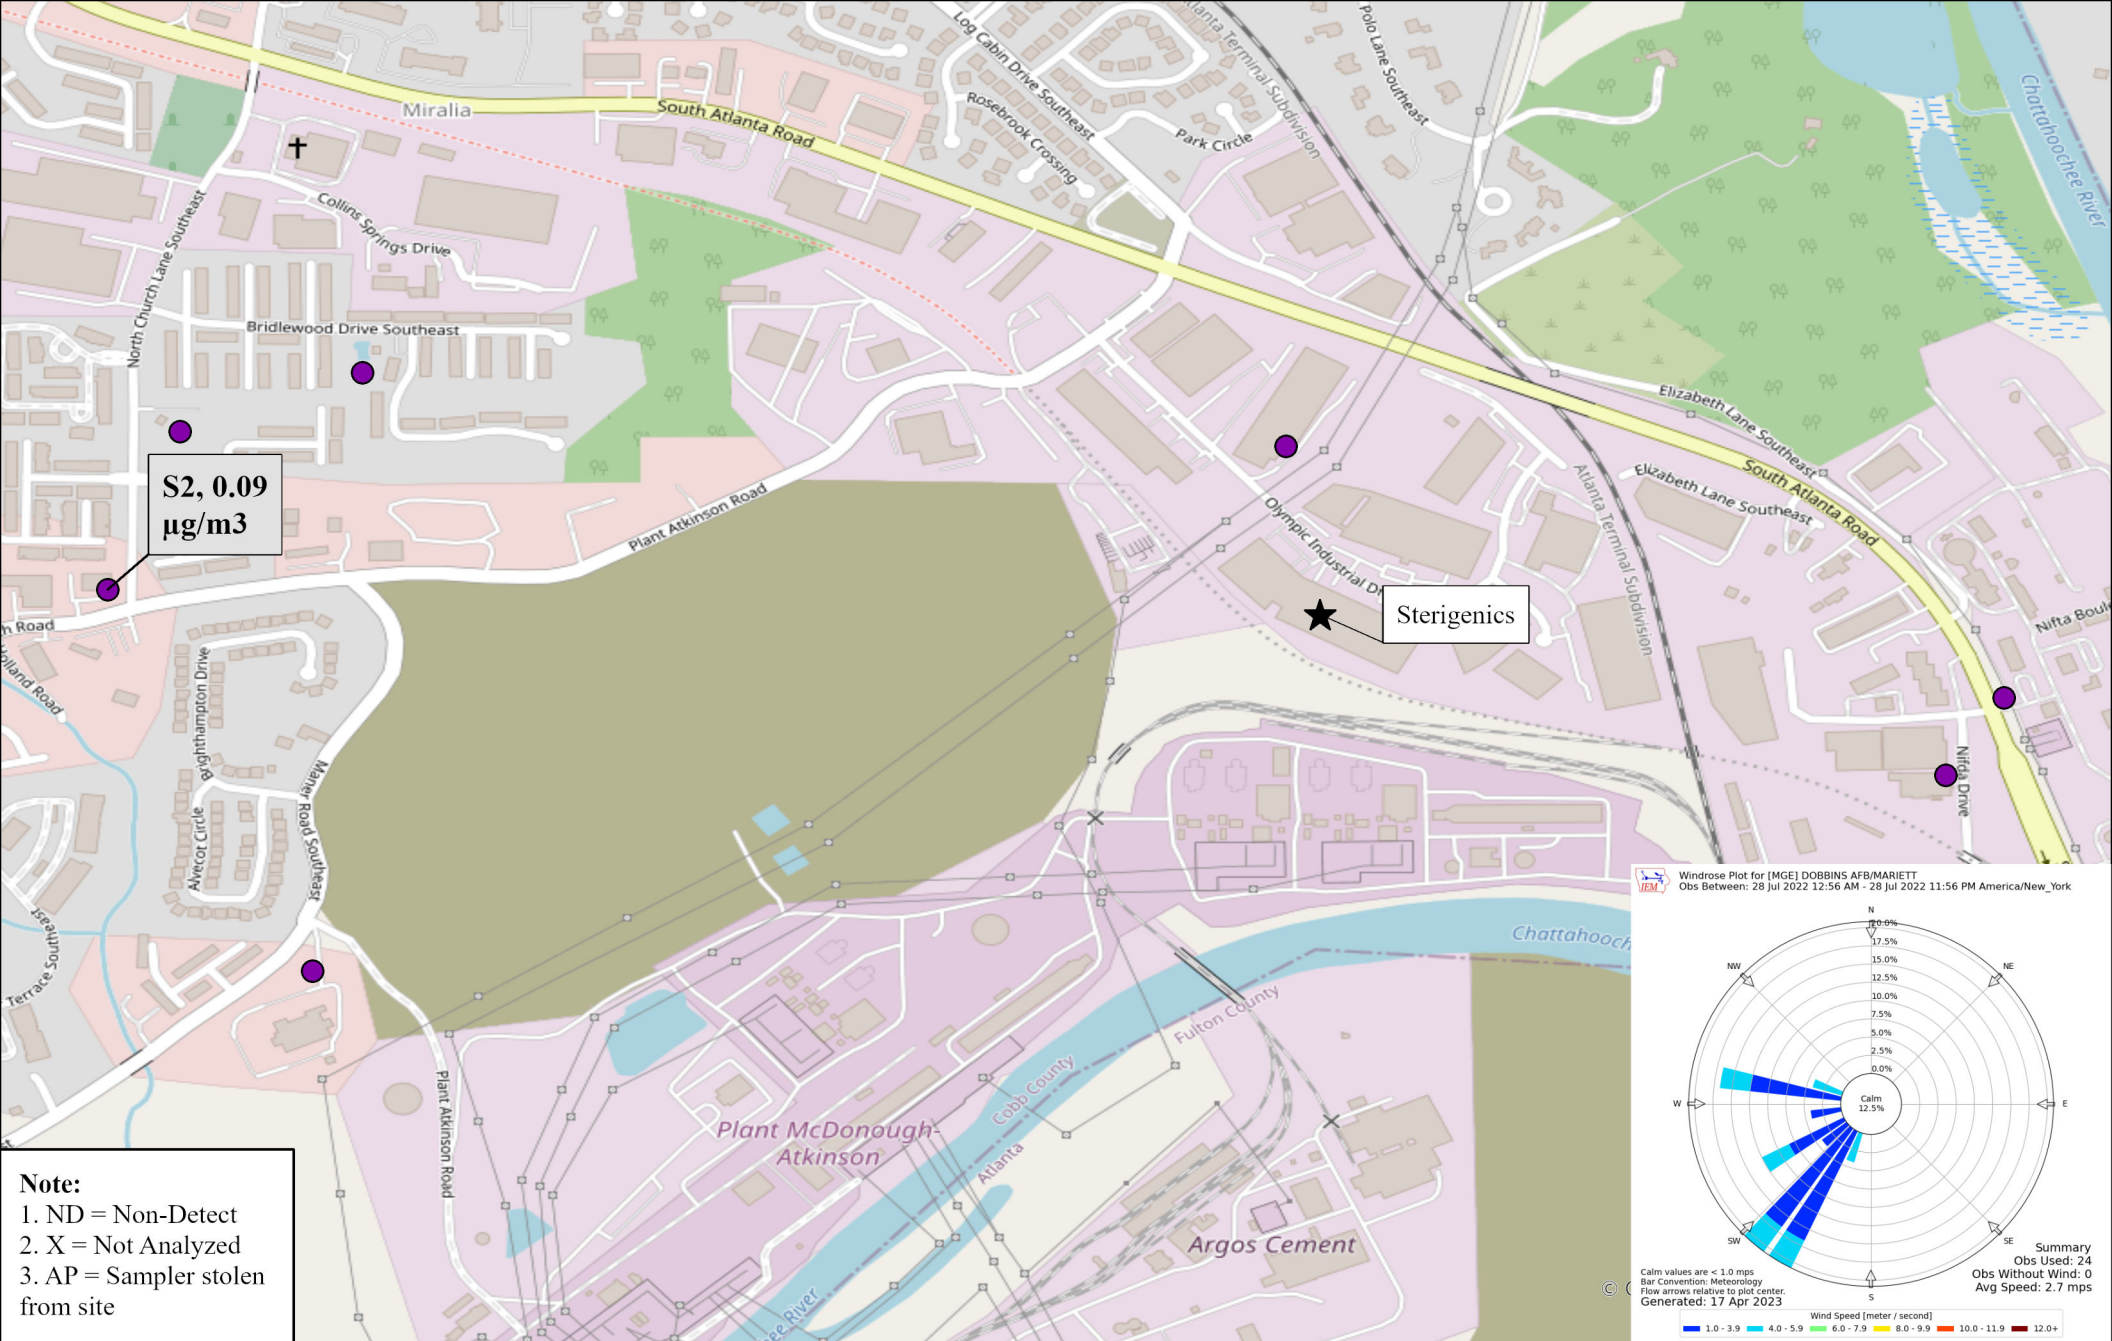 Log Cabin Drive Southeast
Atlanta Terminal Subdivision
Polo Lane Southeast
Chattahoochee River
Miralia
South Atlanta Road
Rosebrook Crossing
Park Circle
Collins Springs Drive
North Church Lane Southeast
Bridlewood Drive Southeast
Elizabeth Lane Southeast
Elizabeth Lane Southeast
South Atlanta Road
S2, 0.09
µg/m3
Plant Atkinson Road
Olympic Industrial Dr
Atlanta Terminal Subdivision
Sterigenics
Nifta Boule
h Road
Holland Road
Brighthampton Drive
Maner Road Southeast
Alvecot Circle
Nifda Drive
Terrace Southeast
Chattahooch
Fulton County
Cobb County
Atlanta
Plant Atkinson Road
Plant McDonough-
Atkinson
Argos Cement
ee River
Note:
1. ND = Non-Detect
2. X = Not Analyzed
3. AP = Sampler stolen
from site
IEM
Windrose Plot for [MGE] DOBBINS AFB/MARIETT
Obs Between: 28 Jul 2022 12:56 AM - 28 Jul 2022 11:56 PM America/New_York
N
20.0%
17.5%
NW
NE
15.0%
12.5%
10.0%
7.5%
5.0%
2.5%
0.0%
Calm
12.5%
W
E
SW
SE
S
Summary
Obs Used: 24
Obs Without Wind: 0
Avg Speed: 2.7 mps
Calm values are < 1.0 mps
Bar Convention: Meteorology
Flow arrows relative to plot center.
Generated: 17 Apr 2023
©
Wind Speed [meter / second]
1.0 - 3.9 4.0 - 5.9 6.0 - 7.9 8.0 - 9.9 10.0 - 11.9 12.0+